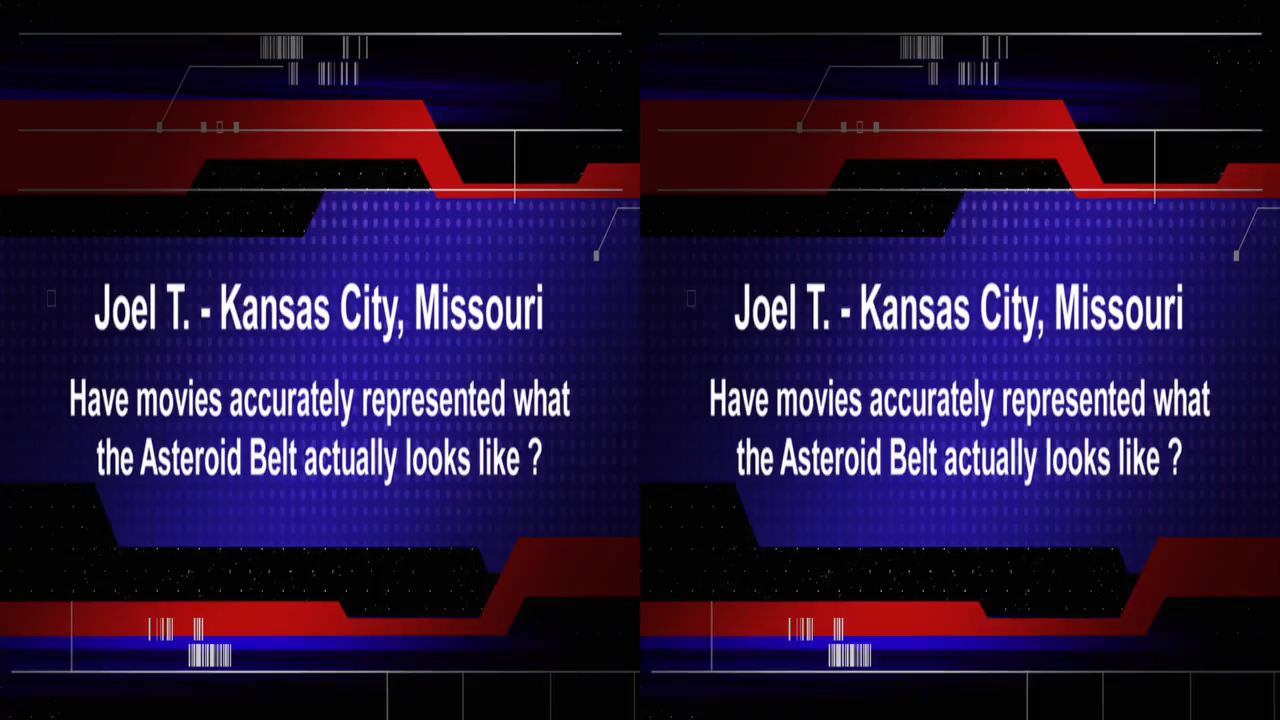 Joel T. - Kansas City, Missouri
Have movies accurately represented what
the Asteroid Belt actually looks like ?
Joel T. - Kansas City, Missouri
Have movies accurately represented what
the Asteroid Belt actually looks like ?